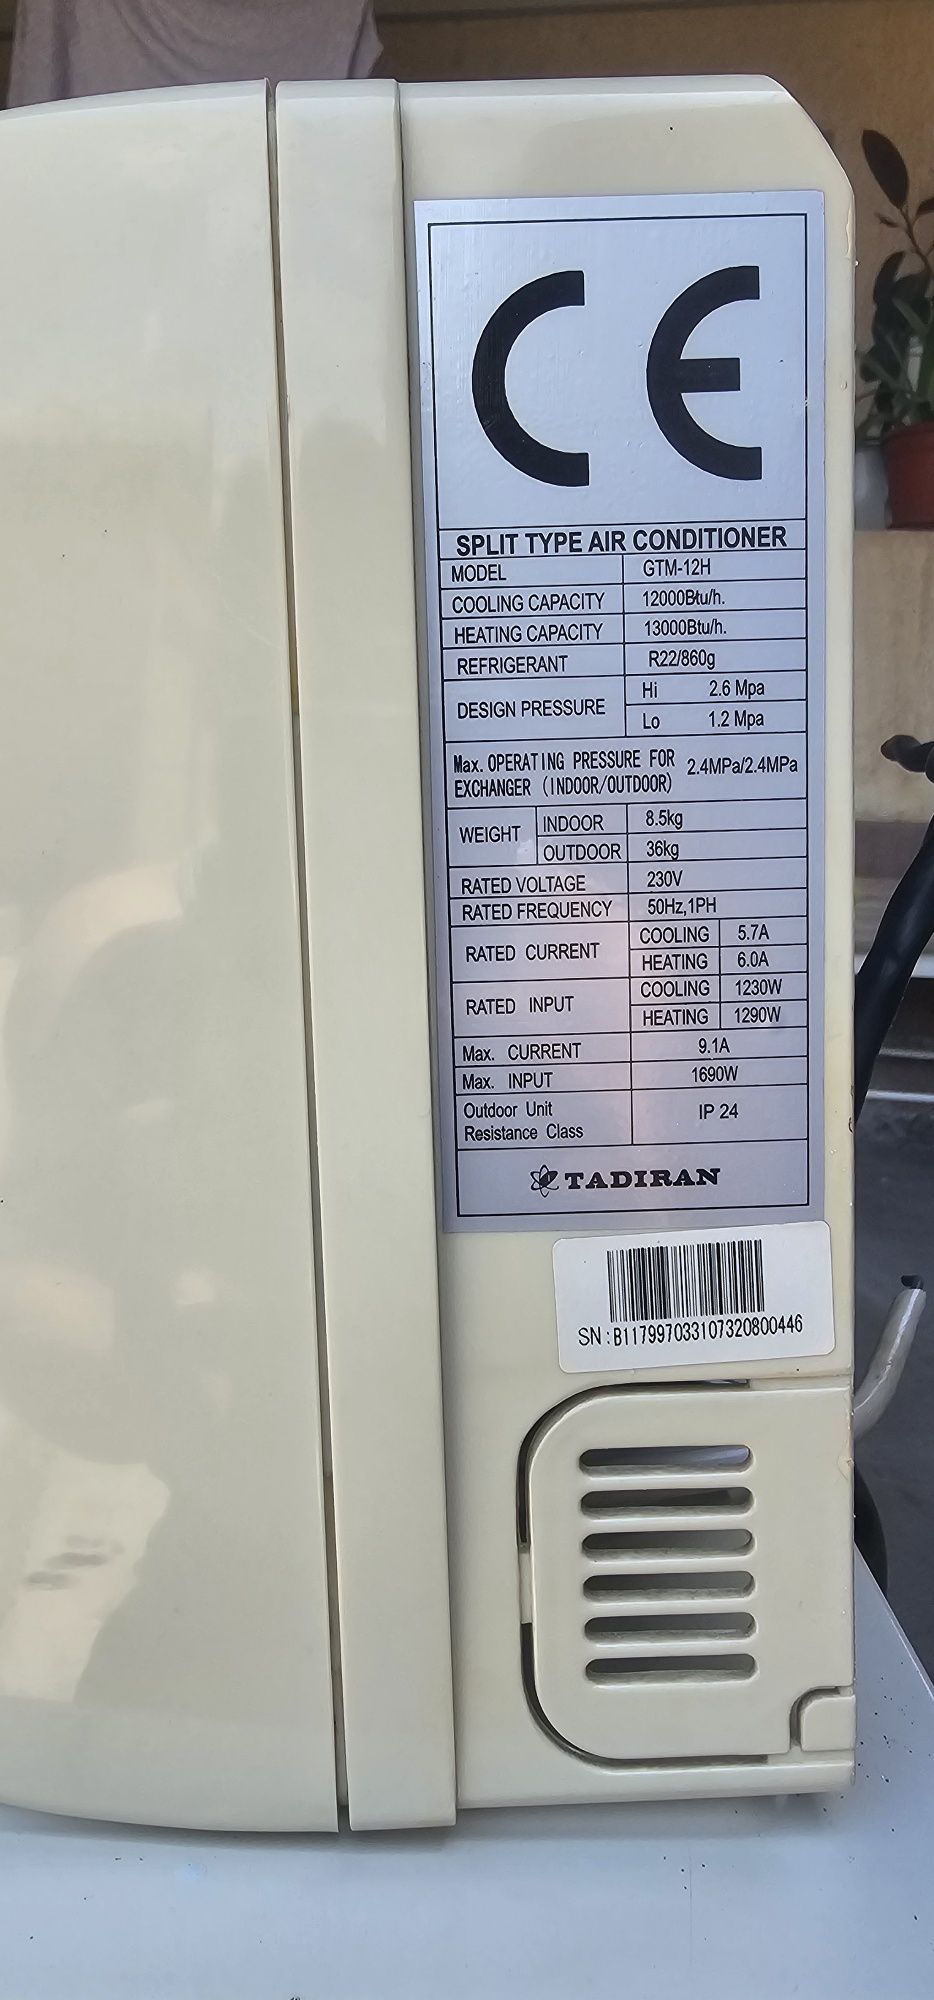 CE
SPLIT TYPE AIR CONDITIONER
MODEL GTM-12H
COOLING CAPACITY 12000Btu/h.
HEATING CAPACITY 13000Btu/h.
REFRIGERANT R22/860g
DESIGN PRESSURE Hi 2.6 Mpa
Lo 1.2 Mpa
Max. OPERATING PRESSURE FOR
EXCHANGER (INDOOR/OUTDOOR) 2.4MPa/2.4MPa
WEIGHT INDOOR 8.5kg
OUTDOOR 36kg
RATED VOLTAGE 230V
RATED FREQUENCY 50Hz,1PH
RATED CURRENT COOLING 5.7A
HEATING 6.0A
RATED INPUT COOLING 1230W
HEATING 1290W
Max. CURRENT 9.1A
Max. INPUT 1690W
Outdoor Unit
Resistance Class IP 24
TADIRAN
SN:B117997033107320800446